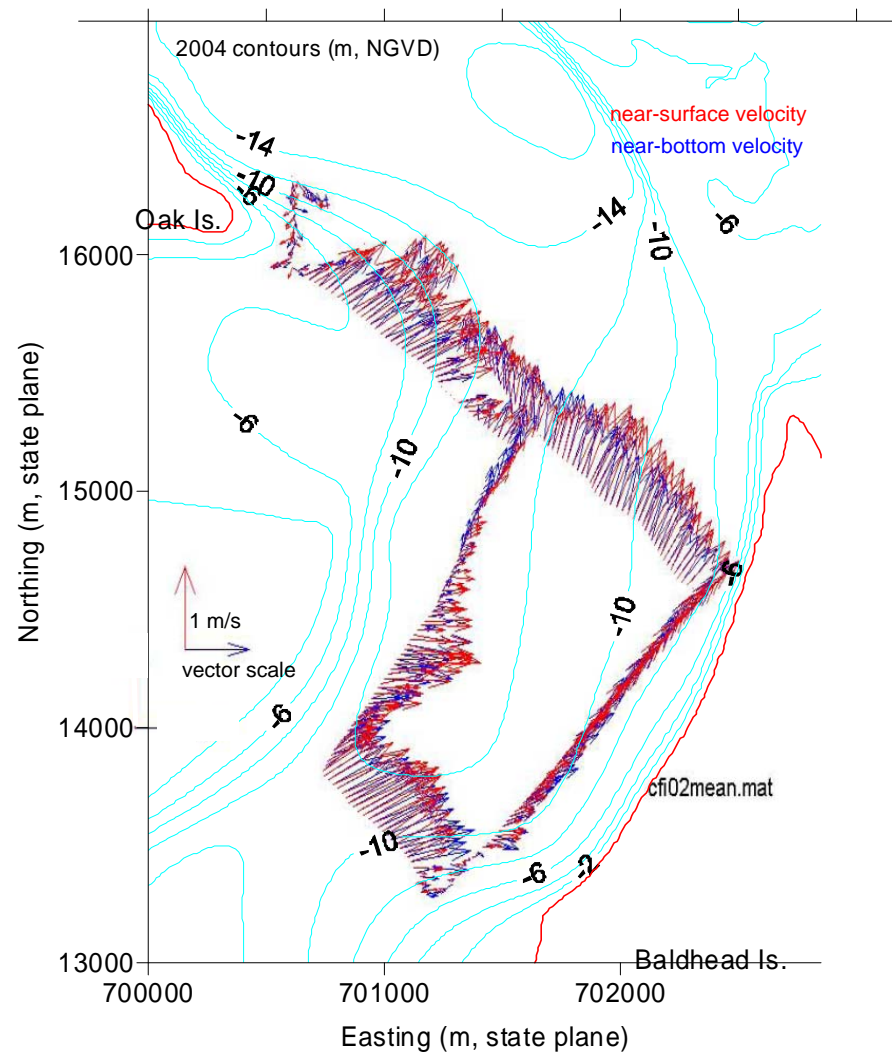 2004 contours (m, NGVD)
near-surface velocity
near-bottom velocity
-14
-10
-6
Oak Is.
-14
-6
-10
16000
-6
-10
15000
-6
-10
1 m/s
vector scale
-6
14000
cfi02mean.mat
-10
-6
-2
13000
Baldhead Is.
700000
701000
702000
Easting (m, state plane)
Northing (m, state plane)